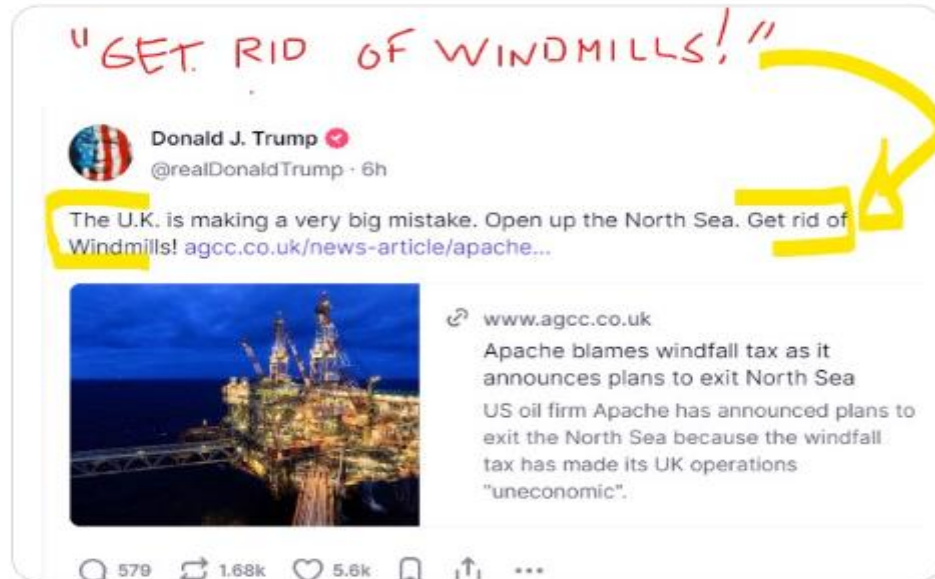 "GET RID OF WINDMILLS!"
Donald J. Trump
@realDonaldTrump · 6h
The U.K. is making a very big mistake. Open up the North Sea. Get rid of
Windmills! agcc.co.uk/news-article/apache...
www.agcc.co.uk
Apache blames windfall tax as it
announces plans to exit North Sea
US oil firm Apache has announced plans to
exit the North Sea because the windfall
tax has made its UK operations
"uneconomic".
579 1.68k 5.6k